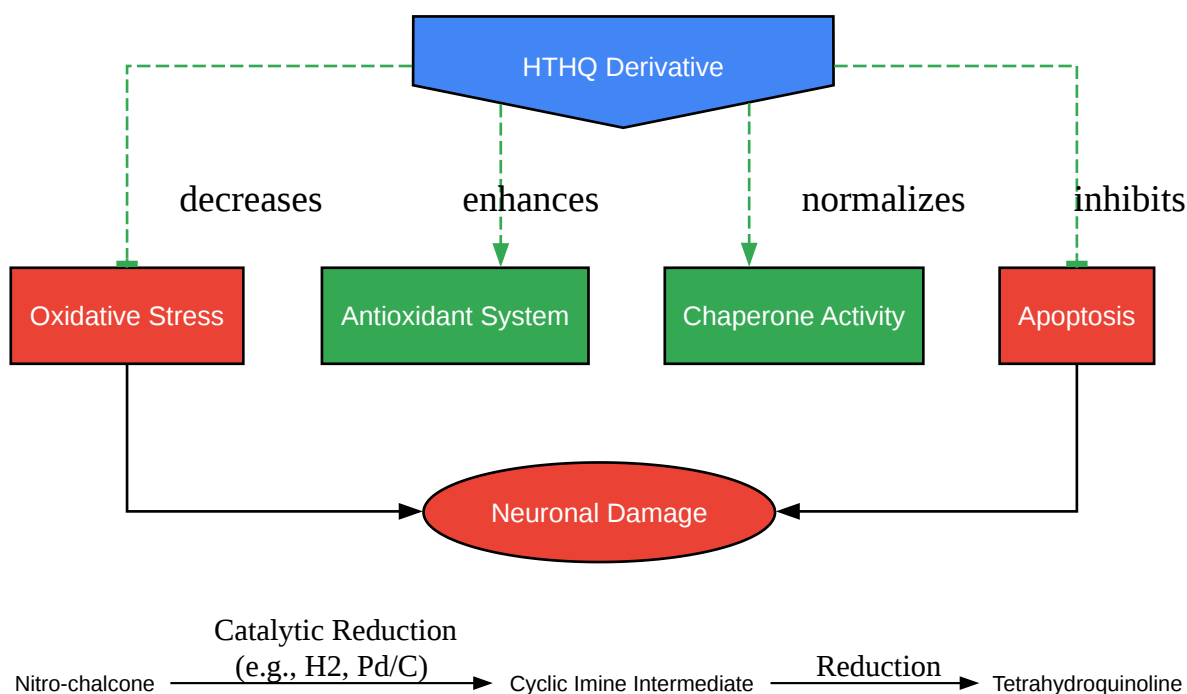 HTHQ Derivative
decreases
enhances
normalizes
inhibits
Oxidative Stress
Antioxidant System
Chaperone Activity
Apoptosis
Neuronal Damage
Catalytic Reduction
(e.g., H2, Pd/C)
Reduction
Nitro-chalcone
Cyclic Imine Intermediate
Tetrahydroquinoline